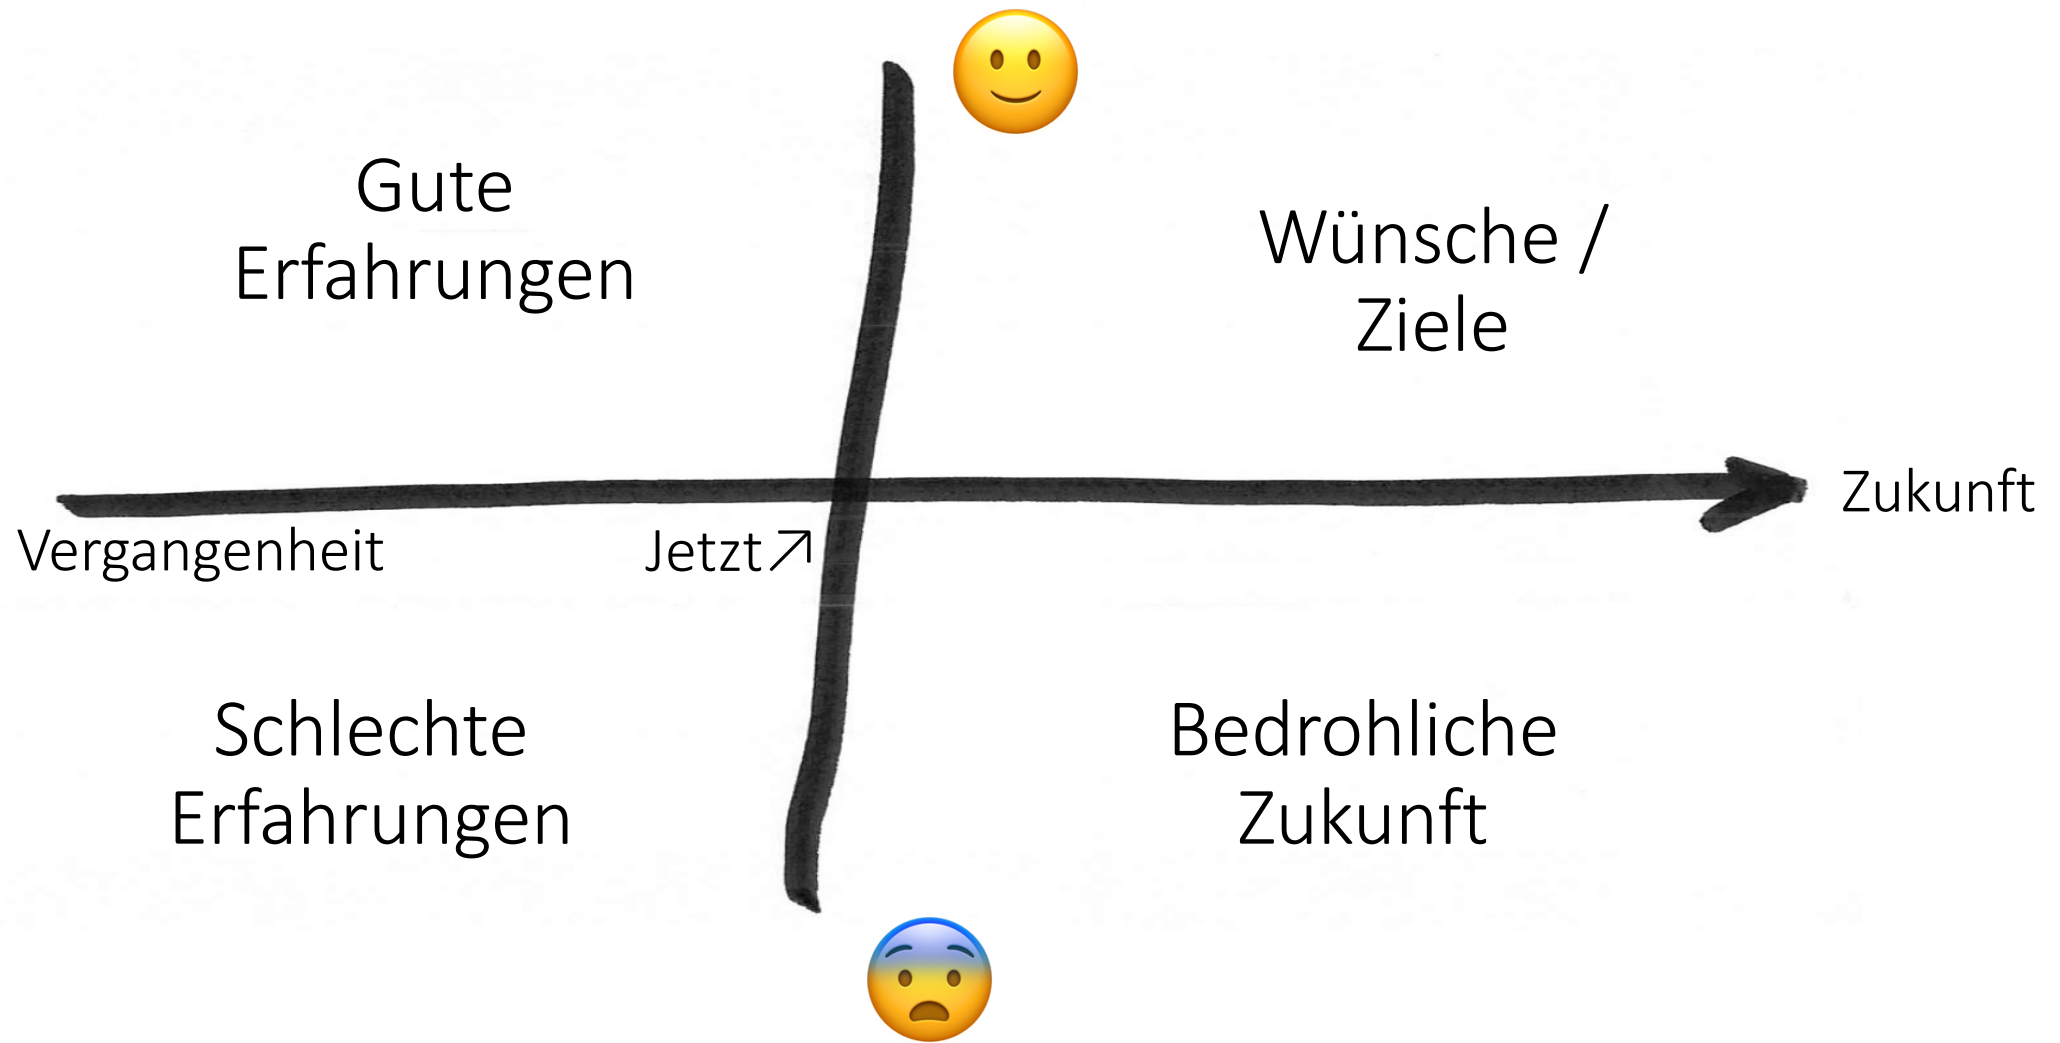 Gute
Erfahrungen
Wünsche /
Ziele
Zukunft
Vergangenheit
Jetzt↗
Schlechte
Erfahrungen
Bedrohliche
Zukunft